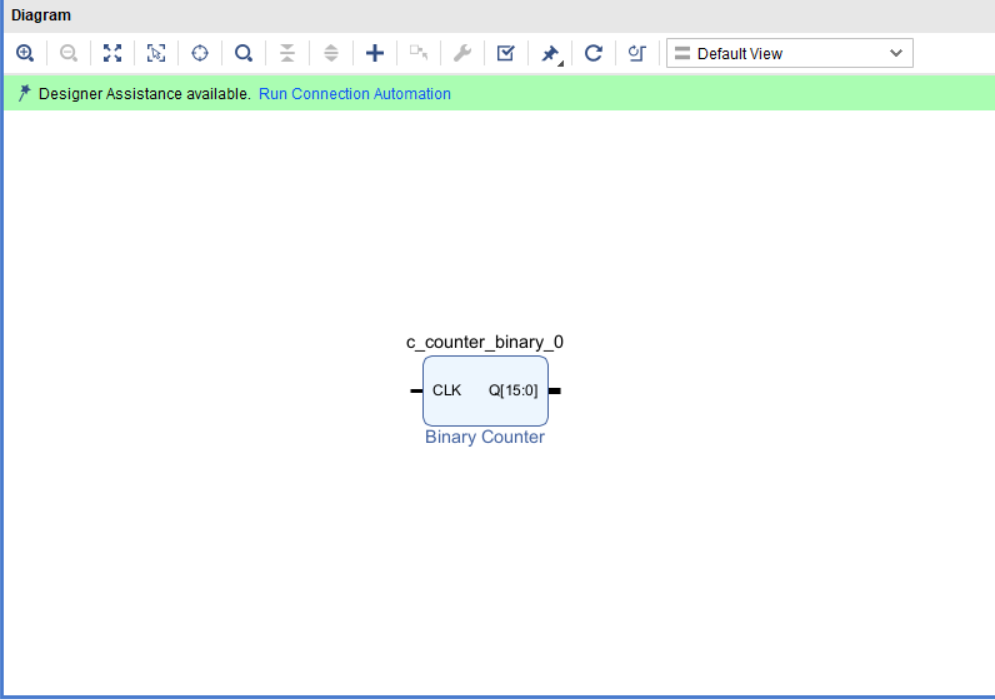 Diagram
Default View
Designer Assistance available. Run Connection Automation
c_counter_binary_0
CLK Q[15:0]
Binary Counter